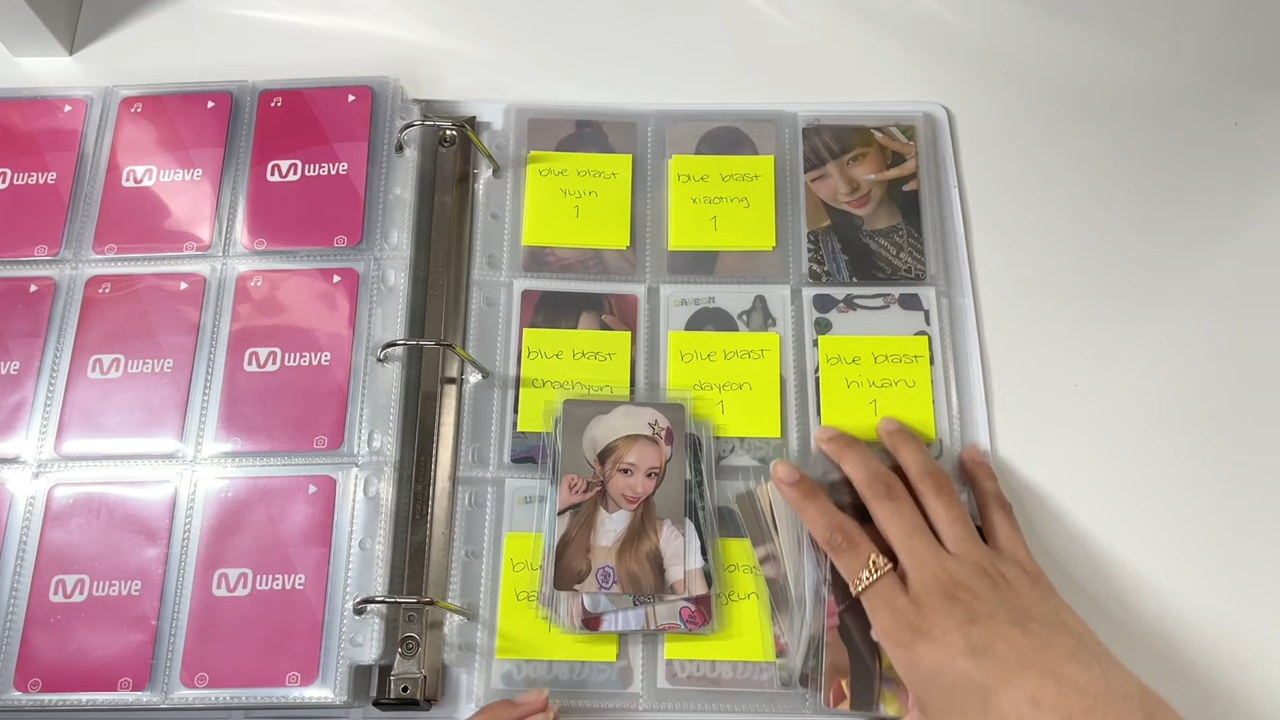 M wave
M wave
M wave
blue blast
yujin
1
blue blast
xiaoting
1
wave
M wave
M wave
blue blast
chaehyun
DAYEON
blue blast
dayeon
1
blue blast
hikaru
1
M wave
M wave